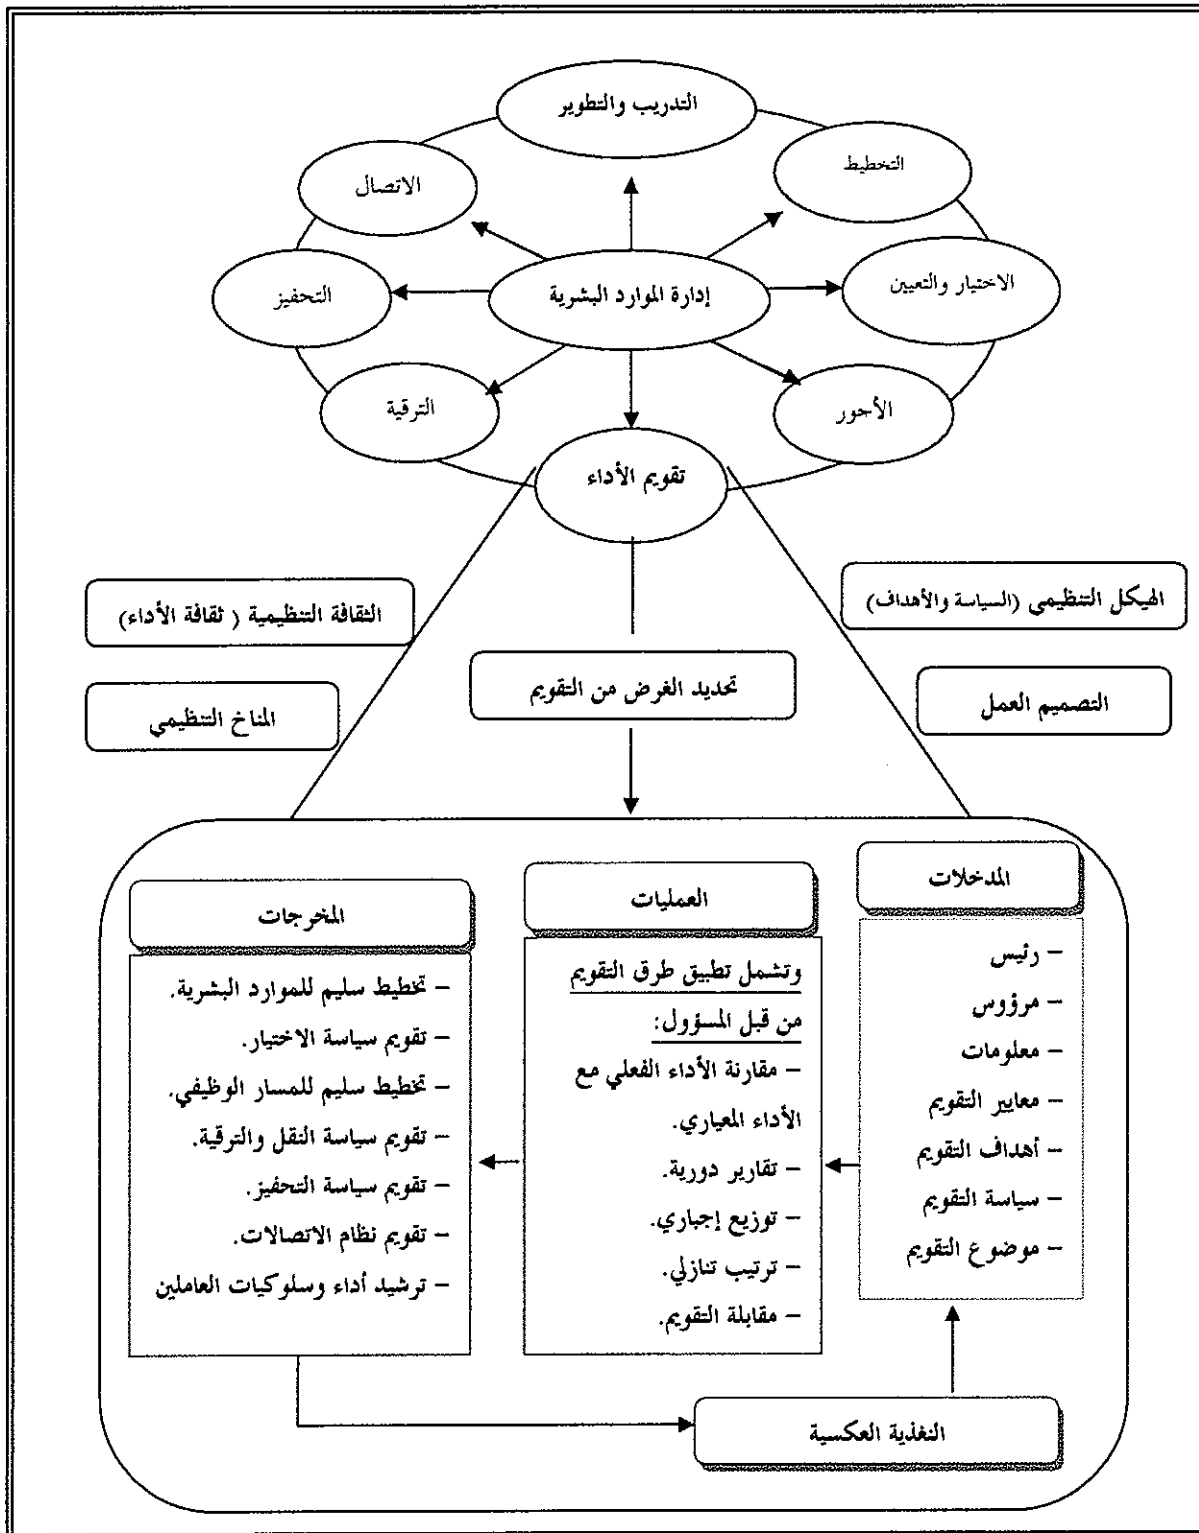 التدريب والتطوير
التخطيط
الاتصال
الاختيار والتعيين
إدارة الموارد البشرية
التحفيز
الأجور
الترقية
تقويم الأداء
الهيكل التنظيمي (السياسة والأهداف)
الثقافة التنظيمية ( ثقافة الأداء)
تحديد الغرض من التقويم
التصميم العمل
المناخ التنظيمي
المدخلات
– رئيس
– مرؤوس
– معلومات
– معايير التقويم
– أهداف التقويم
– سياسة التقويم
– موضوع التقويم
العمليات
وتشمل تطبيق طرق التقويم
من قبل المسؤول:
– مقارنة الأداء الفعلي مع
الأداء المعياري.
– تقارير دورية.
– توزيع إجباري.
– ترتيب تنازلي.
– مقابلة التقويم.
المخرجات
– تخطيط سليم للموارد البشرية.
– تقويم سياسة الاختيار.
– تخطيط سليم للمسار الوظيفي.
– تقويم سياسة النقل والترقية.
– تقويم سياسة التحفيز.
– تقويم نظام الاتصالات.
– ترشيد أداء وسلوكيات العاملين
التغذية العكسية